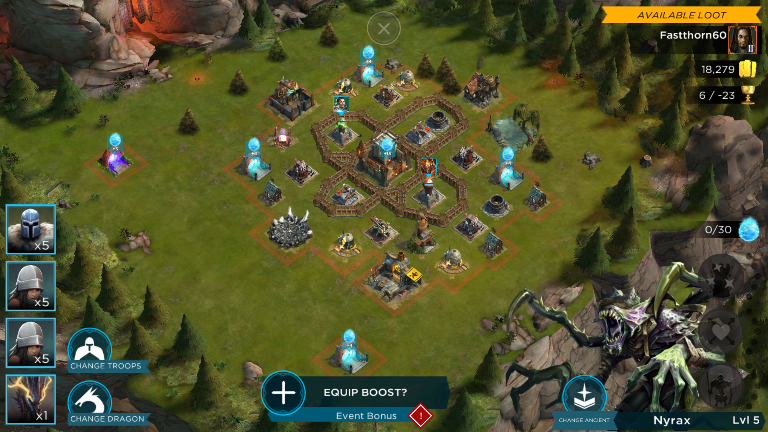 AVAILABLE LOOT
Fastthorn60
II
18,279
6 / -23
0/30
x5
x5
x5
x1
CHANGE TROOPS
CHANGE DRAGON
EQUIP BOOST?
Event Bonus
!
CHANGE ANCIENT
Nyrax
Lvl 5